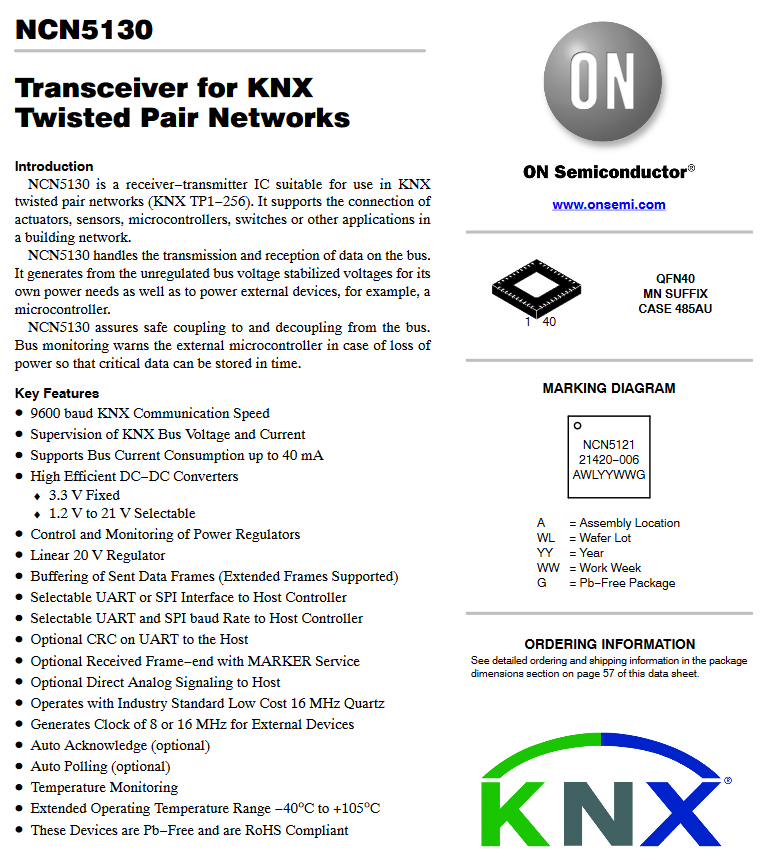 NCN5130
Transceiver for KNX
Twisted Pair Networks
Introduction
NCN5130 is a receiver−transmitter IC suitable for use in KNX
twisted pair networks (KNX TP1−256). It supports the connection of
actuators, sensors, microcontrollers, switches or other applications in
a building network.
NCN5130 handles the transmission and reception of data on the bus.
It generates from the unregulated bus voltage stabilized voltages for its
own power needs as well as to power external devices, for example, a
microcontroller.
NCN5130 assures safe coupling to and decoupling from the bus.
Bus monitoring warns the external microcontroller in case of loss of
power so that critical data can be stored in time.
Key Features
• 9600 baud KNX Communication Speed
• Supervision of KNX Bus Voltage and Current
• Supports Bus Current Consumption up to 40 mA
• High Efficient DC−DC Converters
♦ 3.3 V Fixed
♦ 1.2 V to 21 V Selectable
• Control and Monitoring of Power Regulators
• Linear 20 V Regulator
• Buffering of Sent Data Frames (Extended Frames Supported)
• Selectable UART or SPI Interface to Host Controller
• Selectable UART and SPI baud Rate to Host Controller
• Optional CRC on UART to the Host
• Optional Received Frame−end with MARKER Service
• Optional Direct Analog Signaling to Host
• Operates with Industry Standard Low Cost 16 MHz Quartz
• Generates Clock of 8 or 16 MHz for External Devices
• Auto Acknowledge (optional)
• Auto Polling (optional)
• Temperature Monitoring
• Extended Operating Temperature Range −40°C to +105°C
• These Devices are Pb−Free and are RoHS Compliant
ON
ON Semiconductor®
www.onsemi.com
1 40
QFN40
MN SUFFIX
CASE 485AU
MARKING DIAGRAM
NCN5121
21420−006
AWLYYWWG
A = Assembly Location
WL = Wafer Lot
YY = Year
WW = Work Week
G = Pb−Free Package
ORDERING INFORMATION
See detailed ordering and shipping information in the package
dimensions section on page 57 of this data sheet.
KNX®